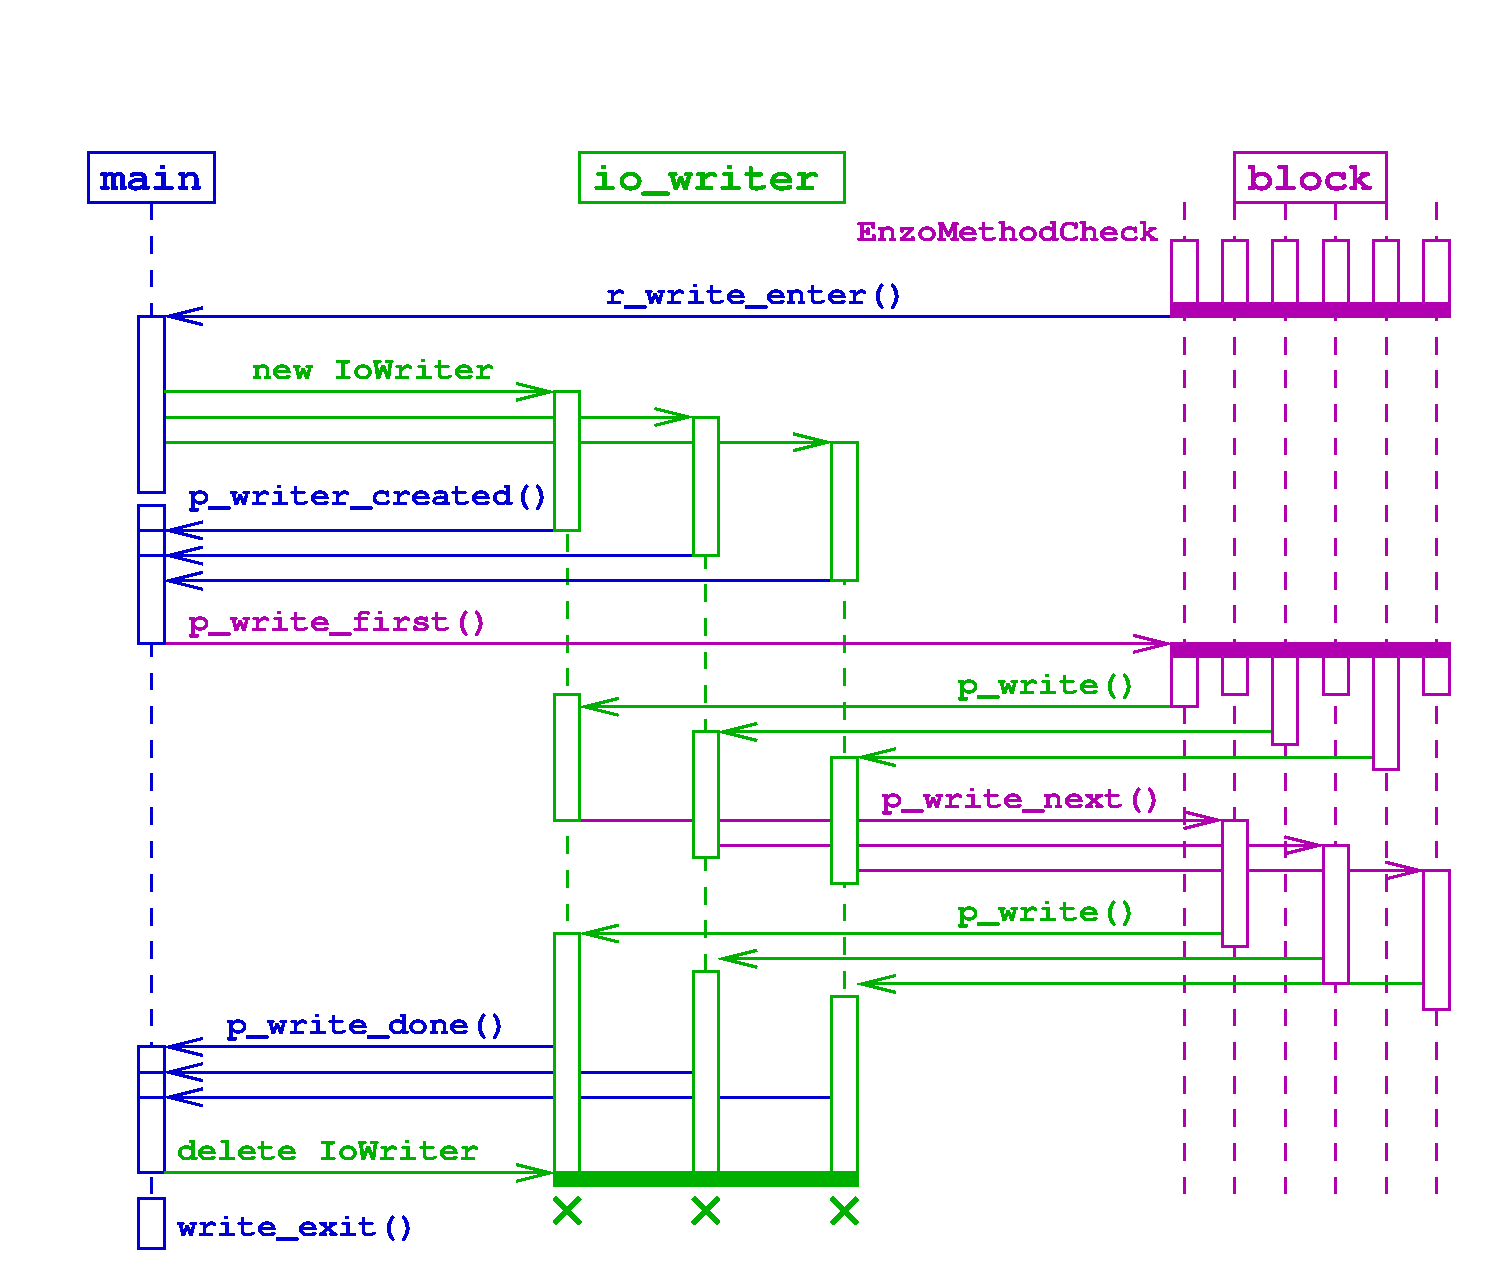 main
io_writer
block
EnzoMethodCheck
r_write_enter()
new IoWriter
p_writer_created()
p_write_first()
p_write()
p_write_next()
p_write()
p_write_done()
delete IoWriter
write_exit()